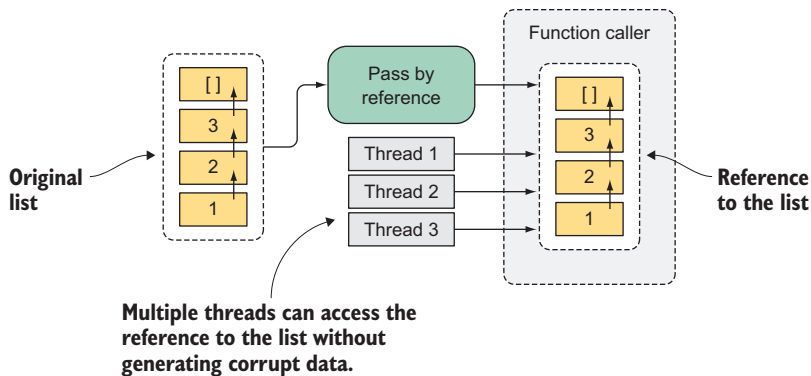 Function caller
Pass by
reference
[ ]
3
2
1
[ ]
3
2
1
Thread 1
Thread 2
Thread 3
Original
list
Reference
to the list
Multiple threads can access the
reference to the list without
generating corrupt data.